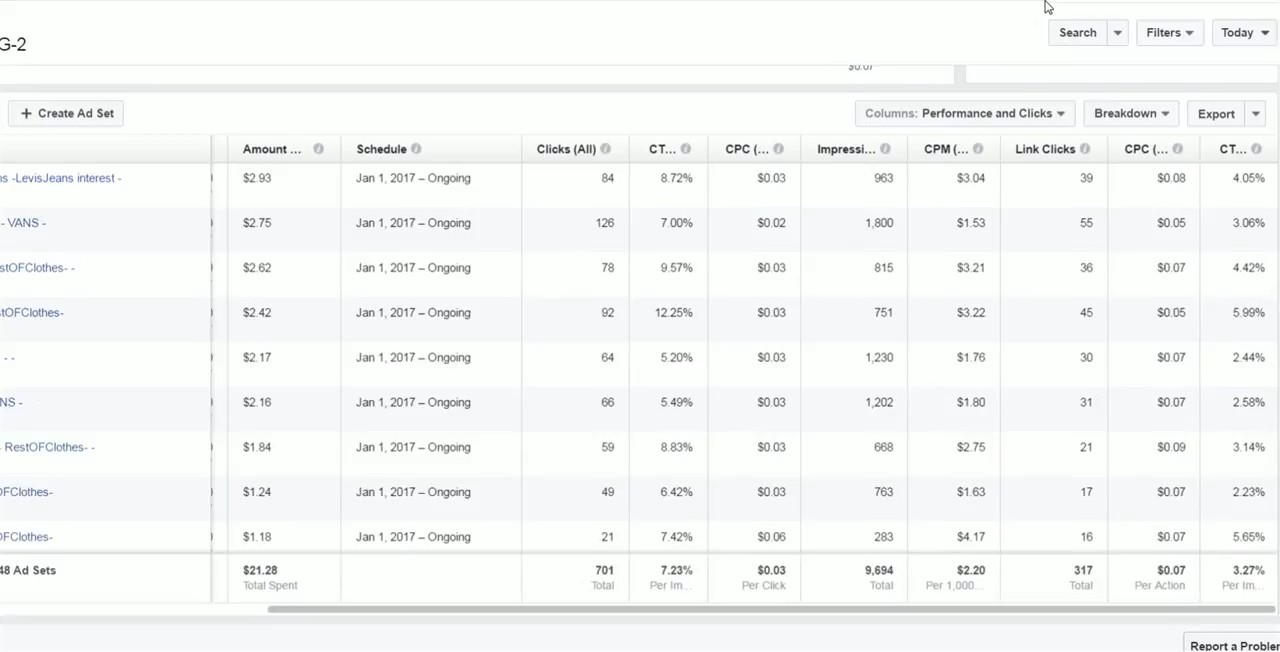 Search Filters Today
G-2
$0.07
+ Create Ad Set Columns: Performance and Clicks Breakdown Export
Amount ... Schedule Clicks (All) CT... CPC (... Impressi... CPM (... Link Clicks CPC (... CT...
ns -LevisJeans interest - $2.93 Jan 1, 2017 – Ongoing 84 8.72% $0.03 963 $3.04 39 $0.08 4.05%
- VANS - $2.75 Jan 1, 2017 – Ongoing 126 7.00% $0.02 1,800 $1.53 55 $0.05 3.06%
stOFClothes- - $2.62 Jan 1, 2017 – Ongoing 78 9.57% $0.03 815 $3.21 36 $0.07 4.42%
tOFClothes- $2.42 Jan 1, 2017 – Ongoing 92 12.25% $0.03 751 $3.22 45 $0.05 5.99%
- - $2.17 Jan 1, 2017 – Ongoing 64 5.20% $0.03 1,230 $1.76 30 $0.07 2.44%
NS - $2.16 Jan 1, 2017 – Ongoing 66 5.49% $0.03 1,202 $1.80 31 $0.07 2.58%
- RestOFClothes- - $1.84 Jan 1, 2017 – Ongoing 59 8.83% $0.03 668 $2.75 21 $0.09 3.14%
OFClothes- $1.24 Jan 1, 2017 – Ongoing 49 6.42% $0.03 763 $1.63 17 $0.07 2.23%
OFClothes- $1.18 Jan 1, 2017 – Ongoing 21 7.42% $0.06 283 $4.17 16 $0.07 5.65%
48 Ad Sets $21.28 701 7.23% $0.03 9,694 $2.20 317 $0.07 3.27%
Total Spent Total Per Im... Per Click Total Per 1,000... Total Per Action Per Im...
Report a Problem